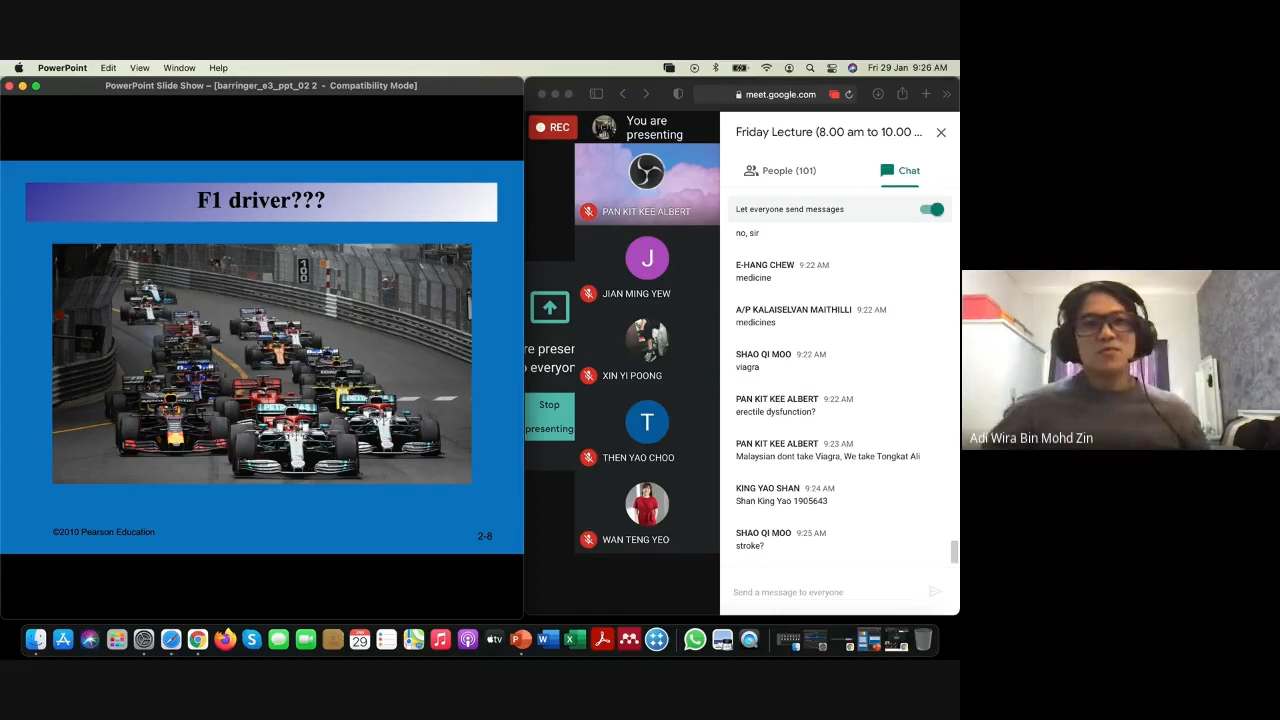 PowerPoint Edit View Window Help
Fri 29 Jan 9:26 AM
PowerPoint Slide Show – [barringer_e3_ppt_02 2 - Compatibility Mode]
F1 driver???
100
PETRONAS
©2010 Pearson Education
2-8
meet.google.com
REC
You are
presenting
PAN KIT KEE ALBERT
J
JIAN MING YEW
XIN YI POONG
T
THEN YAO CHOO
WAN TENG YEO
re presen
o everyon
Stop
presenting
Friday Lecture (8.00 am to 10.00 ...
People (101)
Chat
Let everyone send messages
no, sir
E-HANG CHEW 9:22 AM
medicine
A/P KALAISELVAN MAITHILLI 9:22 AM
medicines
SHAO QI MOO 9:22 AM
viagra
PAN KIT KEE ALBERT 9:22 AM
erectile dysfunction?
PAN KIT KEE ALBERT 9:23 AM
Malaysian dont take Viagra, We take Tongkat Ali
KING YAO SHAN 9:24 AM
Shan King Yao 1905643
SHAO QI MOO 9:25 AM
stroke?
Send a message to everyone
Adi Wira Bin Mohd Zin
JAN
29
tv